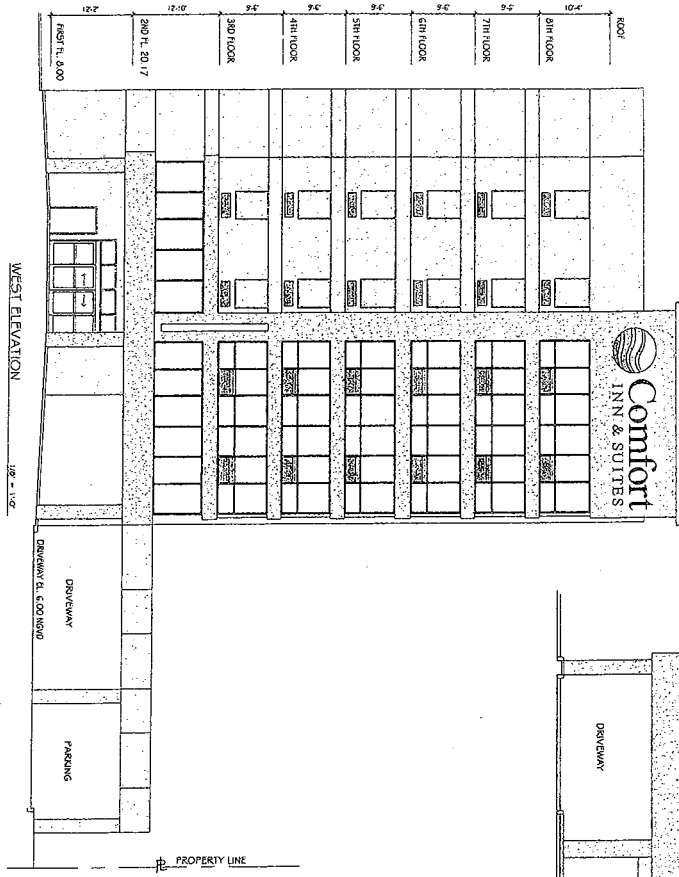 ROOF
8TH FLOOR
7TH FLOOR
6TH FLOOR
5TH FLOOR
4TH FLOOR
3RD FLOOR
2ND FL. 20.17
FIRST FL. 8.00
10'-4"
9'-6"
9'-6"
9'-6"
9'-6"
9'-6"
12'-10"
12'-2"
Comfort
INN & SUITES
WEST ELEVATION
1/8" = 1'-0"
DRIVEWAY
DRIVEWAY EL. 6.00 NGVD
PARKING
PROPERTY LINE
DRIVEWAY